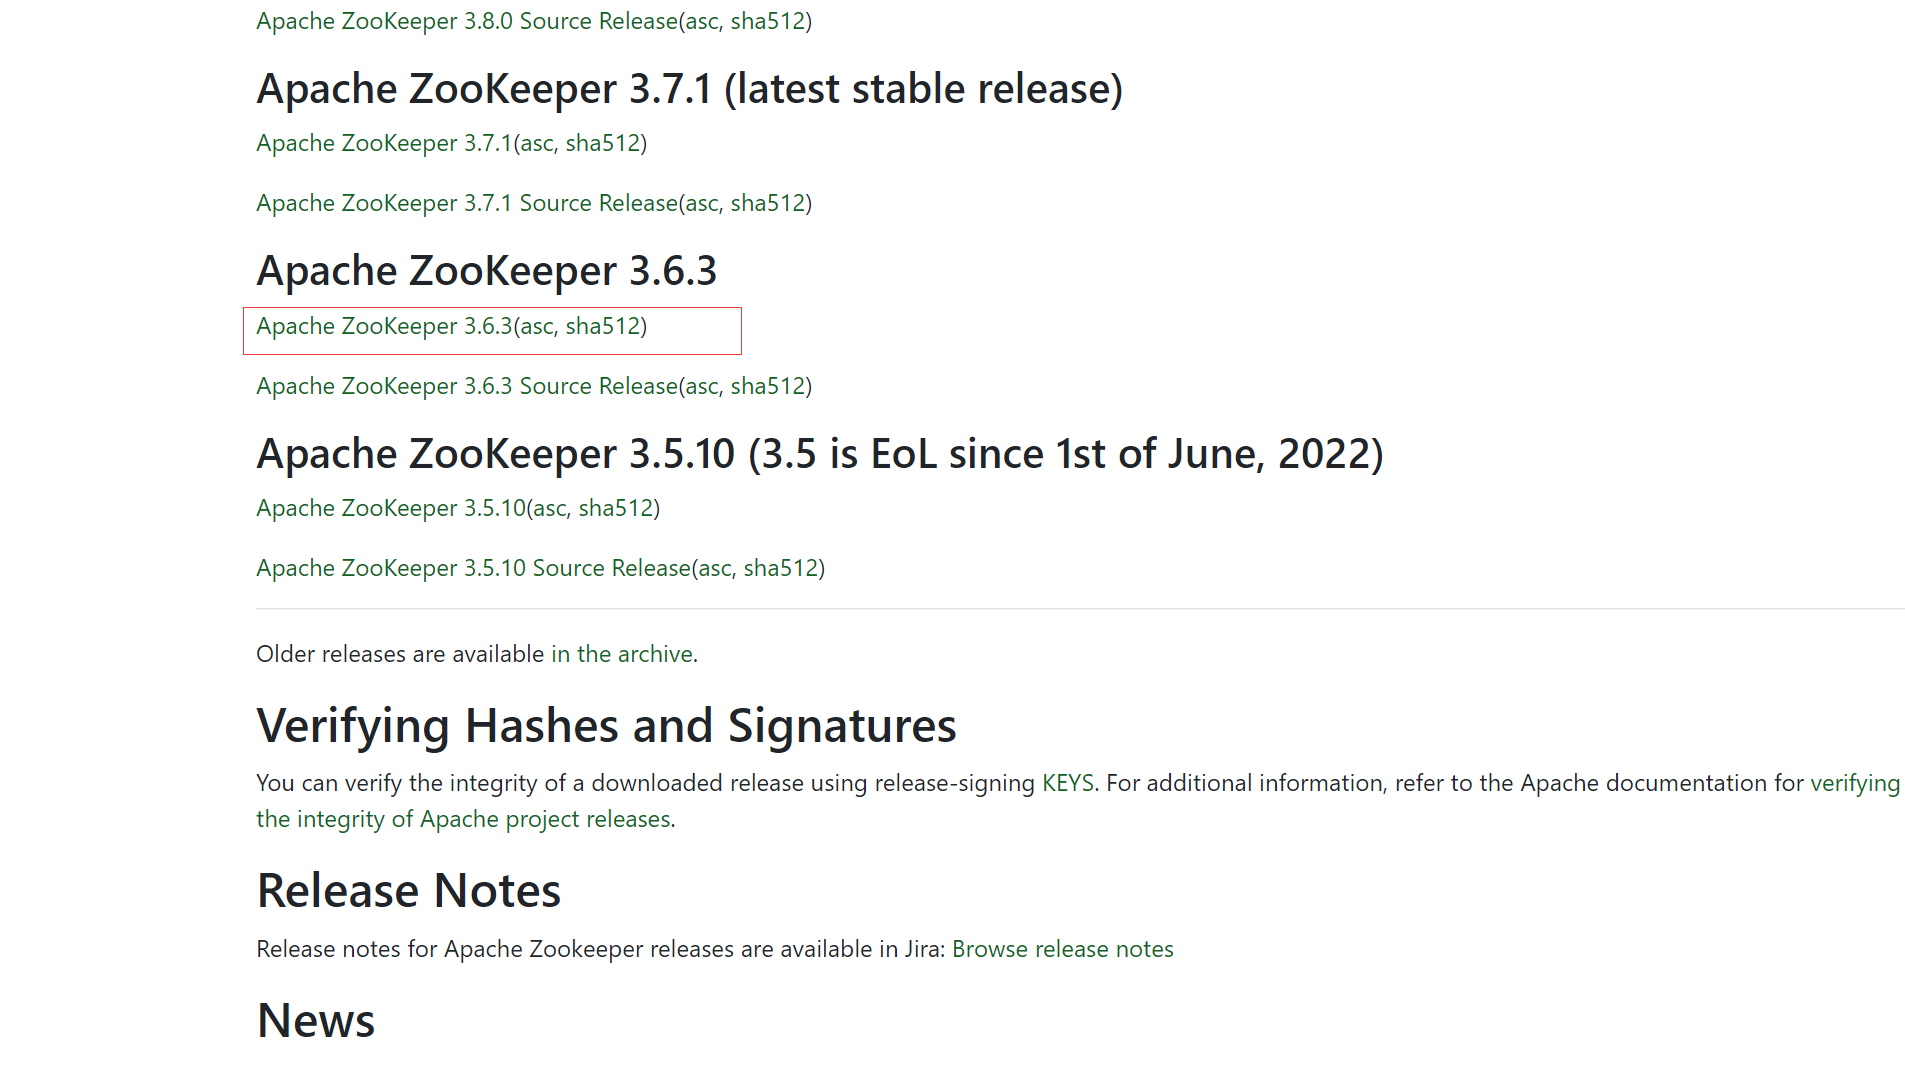 Apache ZooKeeper 3.8.0 Source Release(asc, sha512)
Apache ZooKeeper 3.7.1 (latest stable release)
Apache ZooKeeper 3.7.1(asc, sha512)
Apache ZooKeeper 3.7.1 Source Release(asc, sha512)
Apache ZooKeeper 3.6.3
Apache ZooKeeper 3.6.3(asc, sha512)
Apache ZooKeeper 3.6.3 Source Release(asc, sha512)
Apache ZooKeeper 3.5.10 (3.5 is EoL since 1st of June, 2022)
Apache ZooKeeper 3.5.10(asc, sha512)
Apache ZooKeeper 3.5.10 Source Release(asc, sha512)
Older releases are available in the archive.
Verifying Hashes and Signatures
You can verify the integrity of a downloaded release using release-signing KEYS. For additional information, refer to the Apache documentation for verifying
the integrity of Apache project releases.
Release Notes
Release notes for Apache Zookeeper releases are available in Jira: Browse release notes
News